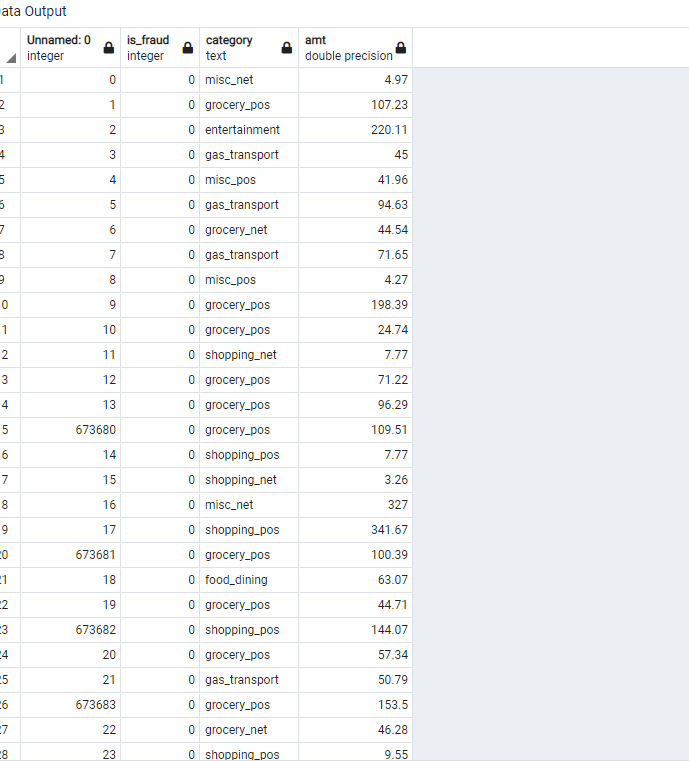 ata Output
Unnamed: 0 is_fraud category amt
integer integer text double precision
1 0 0 misc_net 4.97
2 1 0 grocery_pos 107.23
3 2 0 entertainment 220.11
4 3 0 gas_transport 45
5 4 0 misc_pos 41.96
6 5 0 gas_transport 94.63
7 6 0 grocery_net 44.54
8 7 0 gas_transport 71.65
9 8 0 misc_pos 4.27
0 9 0 grocery_pos 198.39
1 10 0 grocery_pos 24.74
2 11 0 shopping_net 7.77
3 12 0 grocery_pos 71.22
4 13 0 grocery_pos 96.29
5 673680 0 grocery_pos 109.51
6 14 0 shopping_pos 7.77
7 15 0 shopping_net 3.26
8 16 0 misc_net 327
9 17 0 shopping_pos 341.67
20 673681 0 grocery_pos 100.39
21 18 0 food_dining 63.07
22 19 0 grocery_pos 44.71
23 673682 0 shopping_pos 144.07
24 20 0 grocery_pos 57.34
25 21 0 gas_transport 50.79
26 673683 0 grocery_pos 153.5
27 22 0 grocery_net 46.28
28 23 0 shopping_pos 9.55